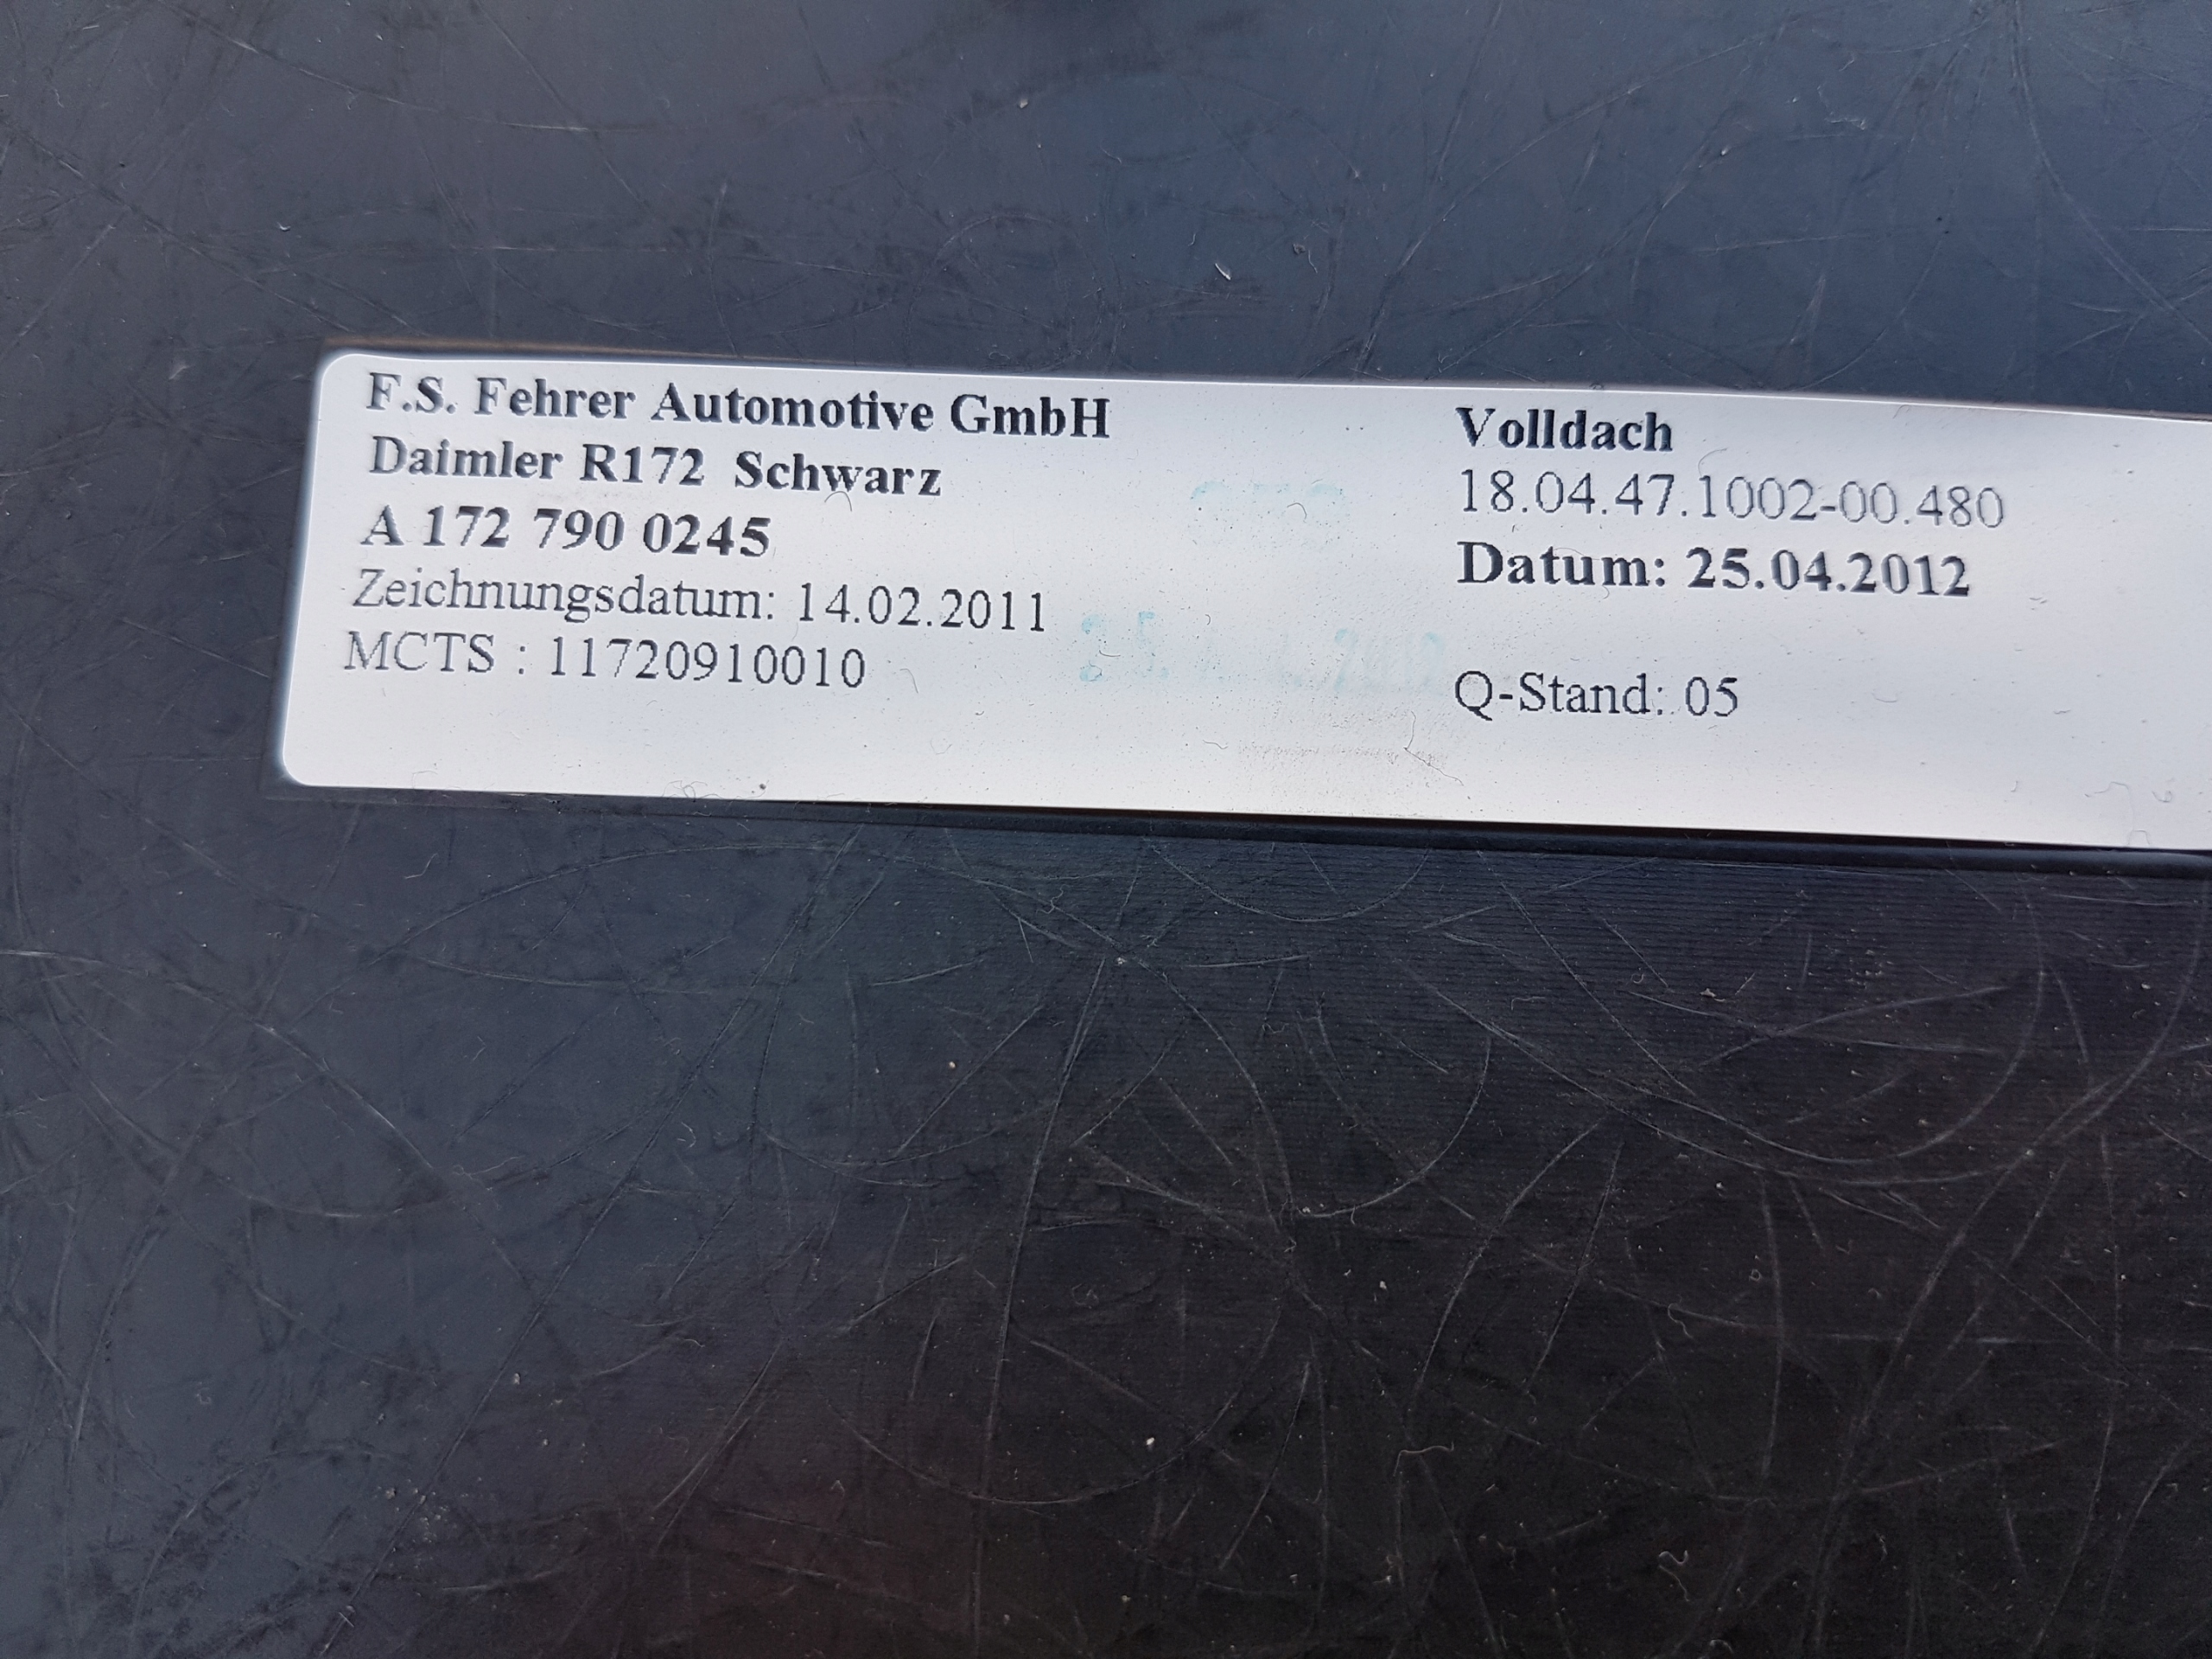 F.S. Fehrer Automotive GmbH
Daimler R172 Schwarz
A 172 790 0245
Zeichnungsdatum: 14.02.2011
MCTS : 11720910010
Volldach
18.04.47.1002-00.480
Datum: 25.04.2012
Q-Stand: 05